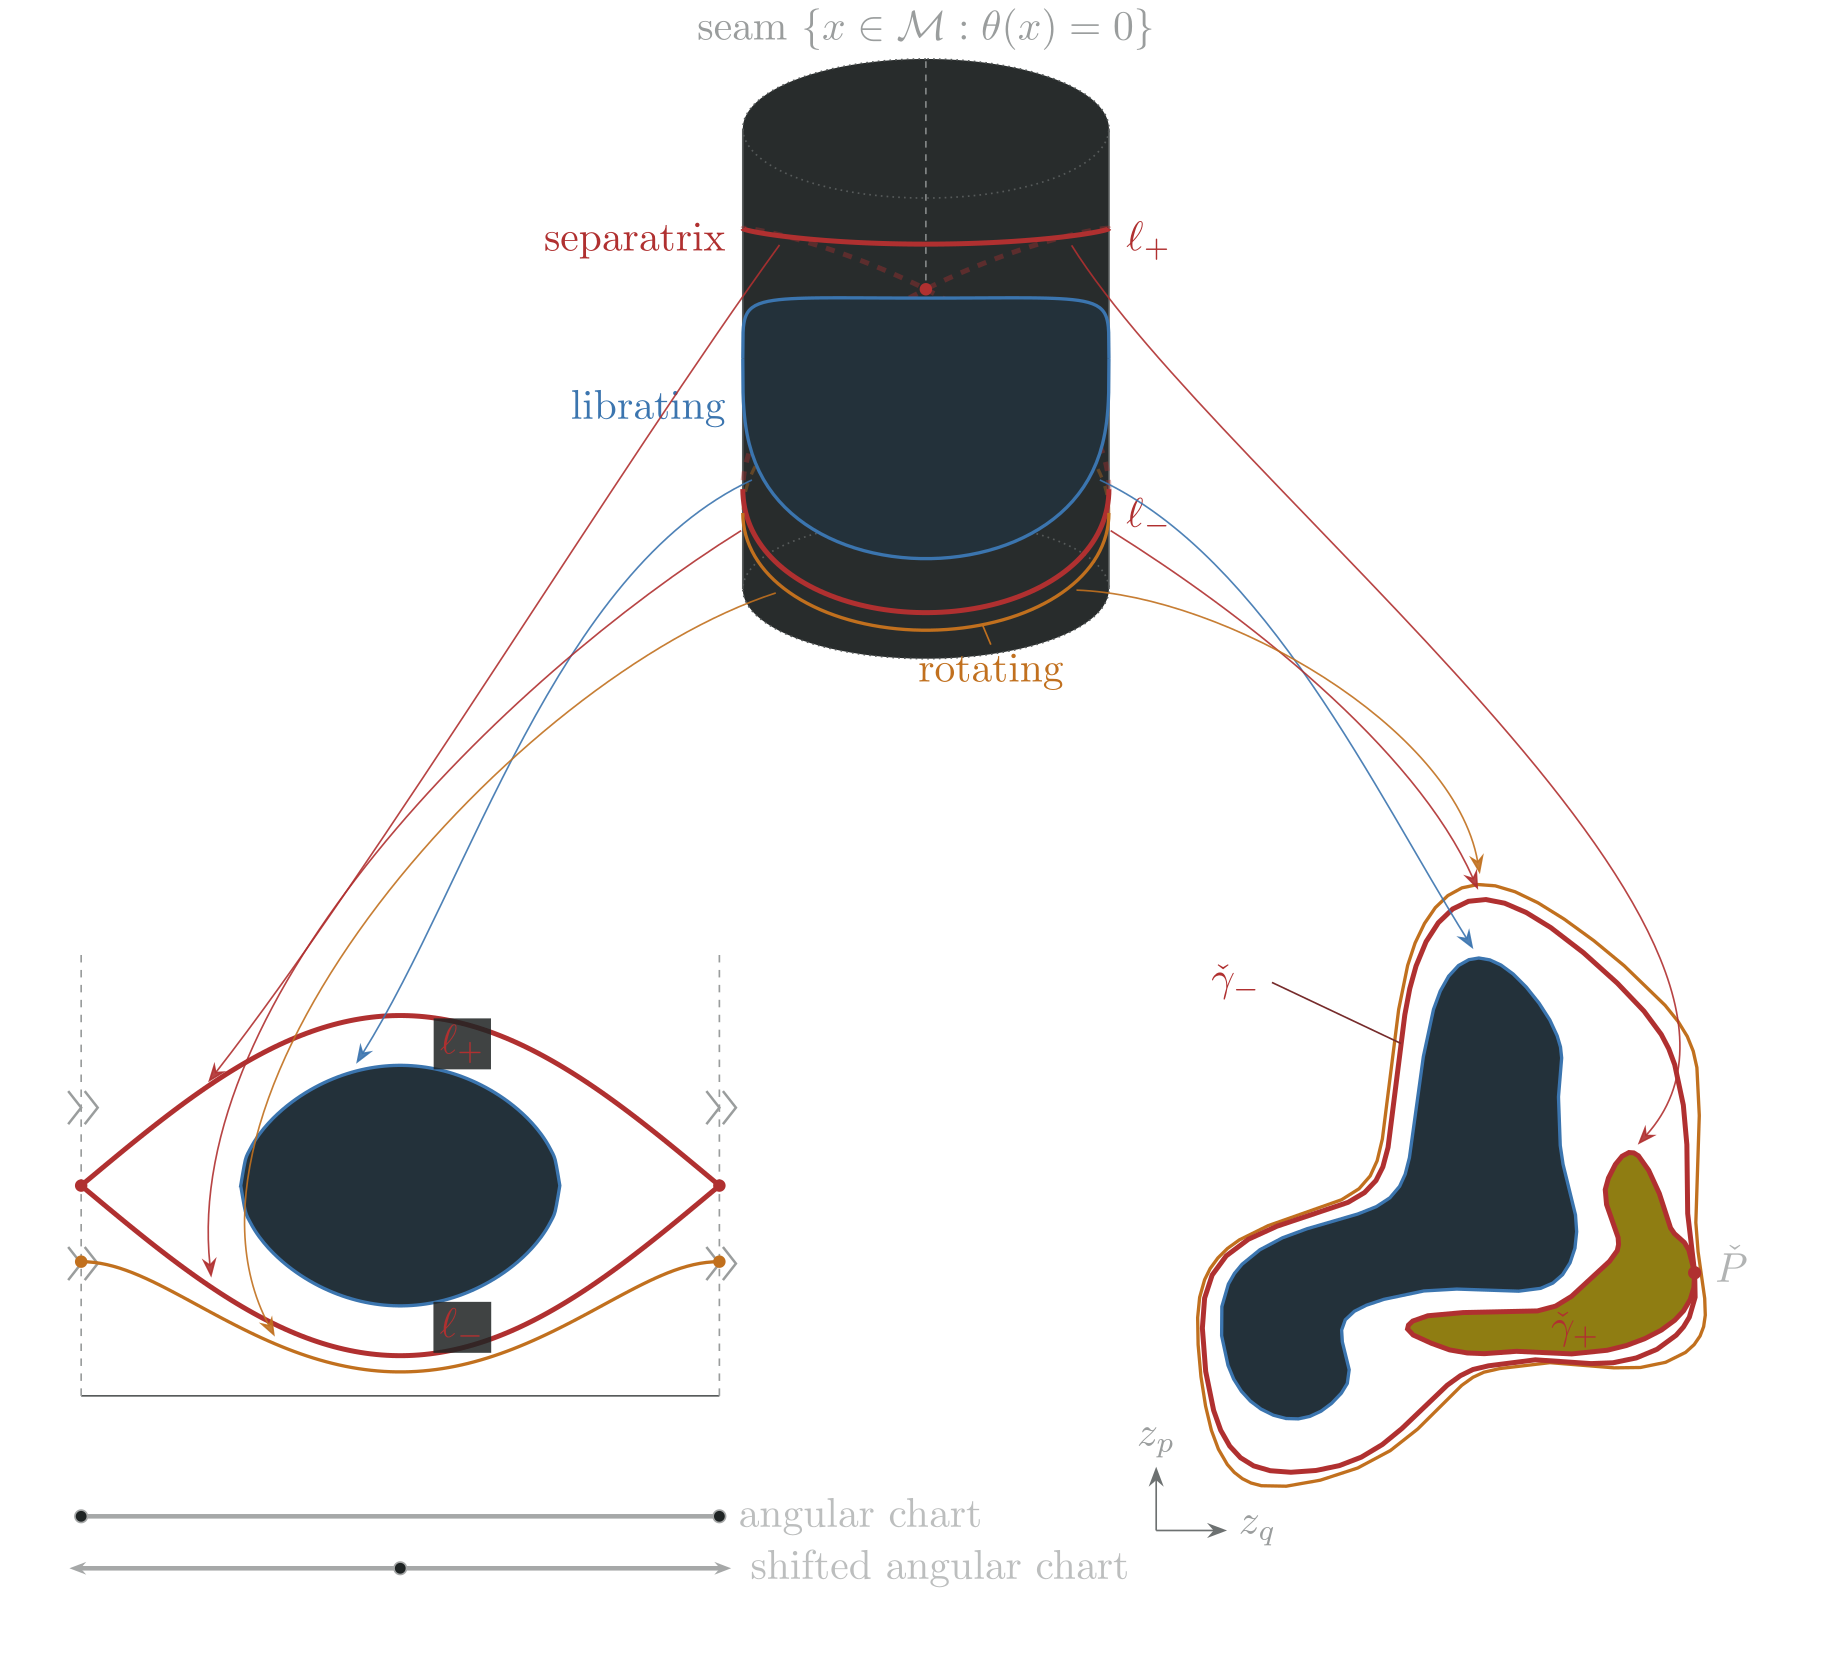 seam {x ∈ ℳ : θ(x) = 0}
separatrix
ℓ₊
librating
ℓ₋
rotating
γ̌₋
ℓ₊
P̌
ℓ₋
γ̌₊
z_p
angular chart
z_q
shifted angular chart